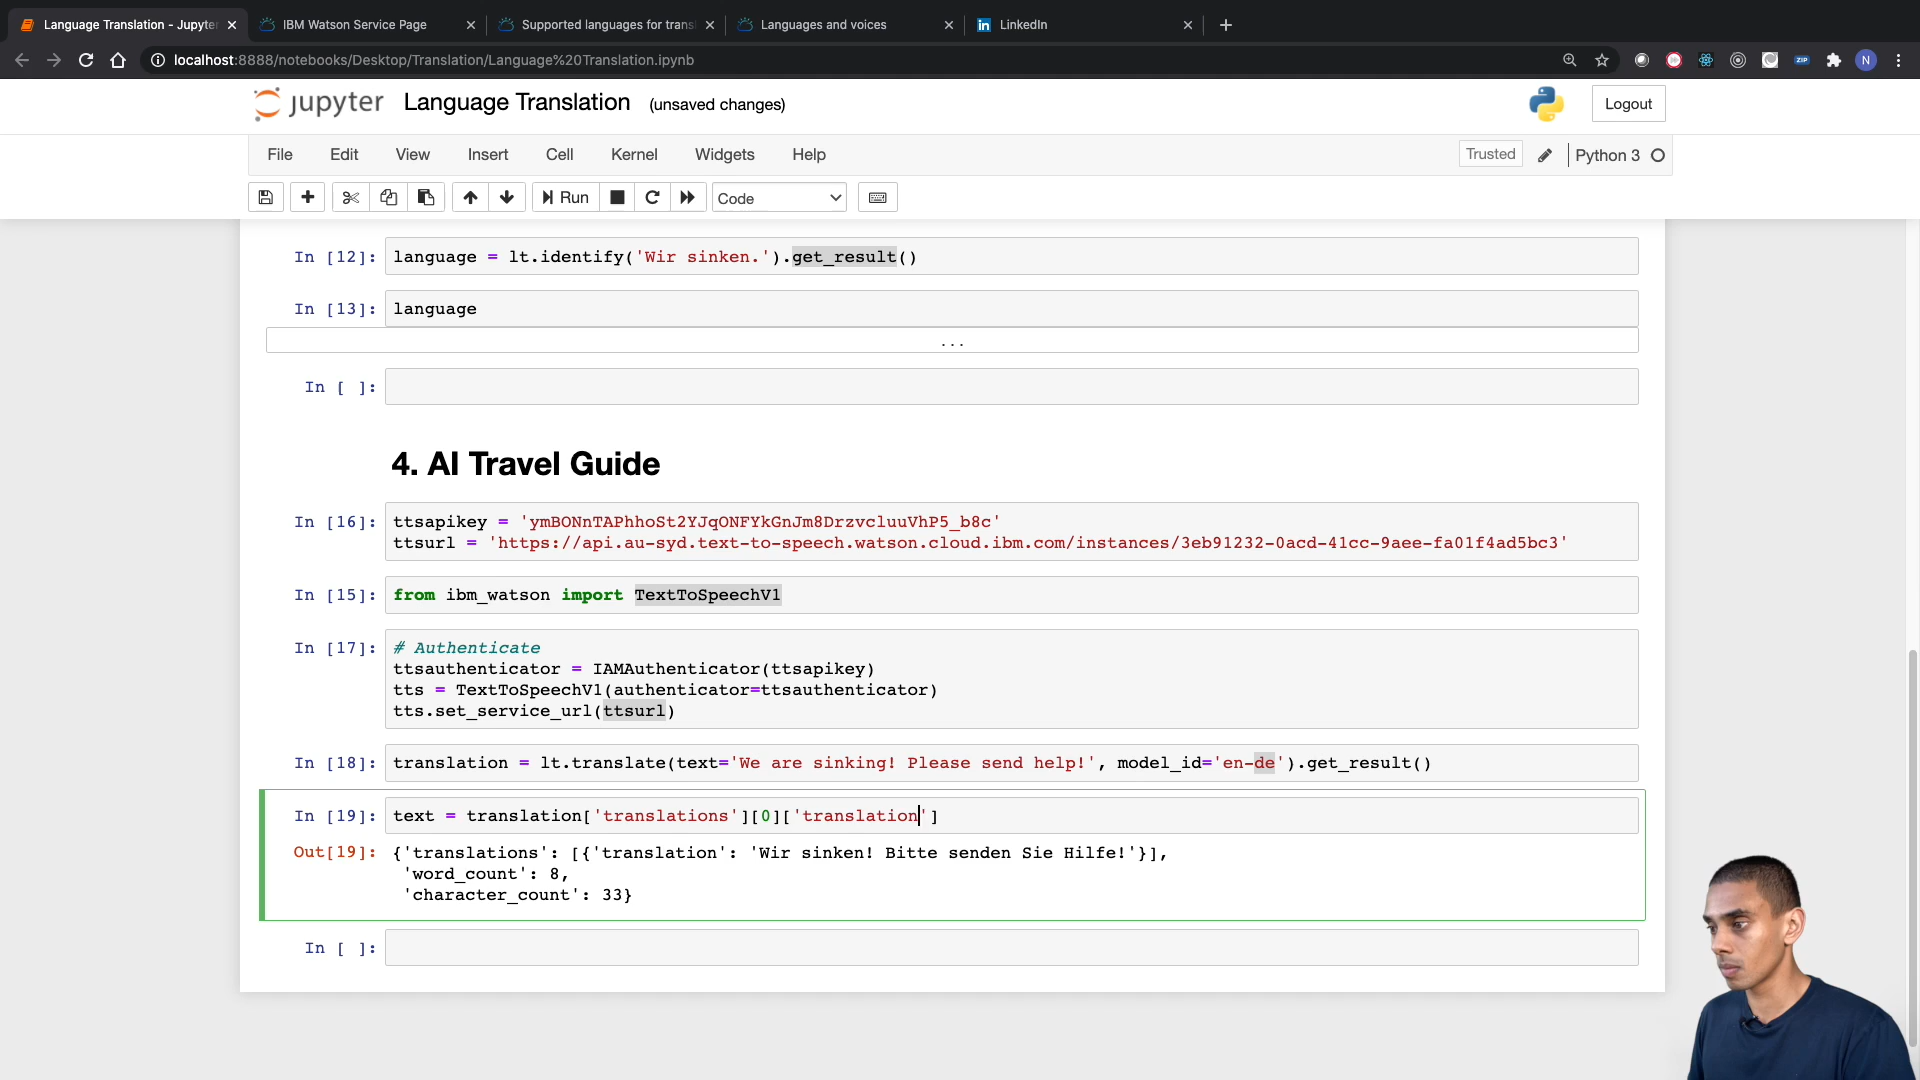 Language Translation - Jupyte
IBM Watson Service Page
Supported languages for trans
Languages and voices
LinkedIn
localhost:8888/notebooks/Desktop/Translation/Language%20Translation.ipynb
ZIP
N
jupyter Language Translation (unsaved changes)
Logout
File Edit View Insert Cell Kernel Widgets Help
Trusted
Python 3
Run
Code
In [12]: language = lt.identify('Wir sinken.').get_result()
In [13]: language
...
In [ ]:
4. AI Travel Guide
In [16]: ttsapikey = 'ymBONnTAPhhoSt2YJqONFYkGnJm8DrzvcluuVhP5_b8c'
ttsurl = 'https://api.au-syd.text-to-speech.watson.cloud.ibm.com/instances/3eb91232-0acd-41cc-9aee-fa01f4ad5bc3'
In [15]: from ibm_watson import TextToSpeechV1
In [17]: # Authenticate
ttsauthenticator = IAMAuthenticator(ttsapikey)
tts = TextToSpeechV1(authenticator=ttsauthenticator)
tts.set_service_url(ttsurl)
In [18]: translation = lt.translate(text='We are sinking! Please send help!', model_id='en-de').get_result()
In [19]: text = translation['translations'][0]['translation']
Out[19]: {'translations': [{'translation': 'Wir sinken! Bitte senden Sie Hilfe!'}],
'word_count': 8,
'character_count': 33}
In [ ]: